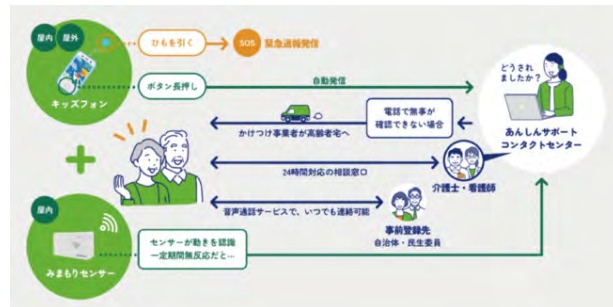 屋内
屋外
ひもを引く
SOS
緊急通報発信
キッズフォン
ボタン長押し
自動発信
どうされ
ましたか？
電話で無事が
確認できない場合
かけつけ事業者が高齢者宅へ
あんしんサポート
コンタクトセンター
24時間対応の相談窓口
介護士・看護師
音声通話サービスで、いつでも連絡可能
事前登録先
自治体・民生委員
屋内
みまもりセンサー
センサーが動きを認識
一定期間無反応だと…